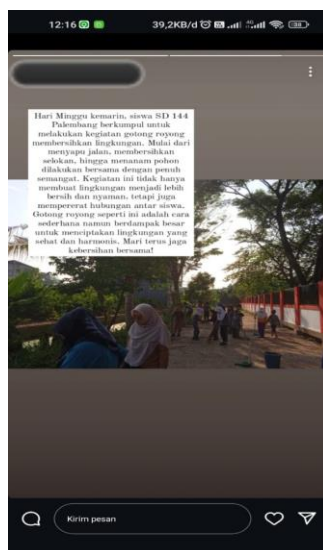 12:16
39,2KB/d
38
Hari Minggu kemarin, siswa SD 144
Palembang berkumpul untuk
melakukan kegiatan gotong royong
membersihkan lingkungan. Mulai dari
menyapu jalan, membersihkan
selokan, hingga menanam pohon
dilakukan bersama dengan penuh
semangat. Kegiatan ini tidak hanya
membuat lingkungan menjadi lebih
bersih dan nyaman, tetapi juga
mempererat hubungan antar siswa.
Gotong royong seperti ini adalah cara
sederhana namun berdampak besar
untuk menciptakan lingkungan yang
sehat dan harmonis. Mari terus jaga
kebersihan bersama!
Kirim pesan